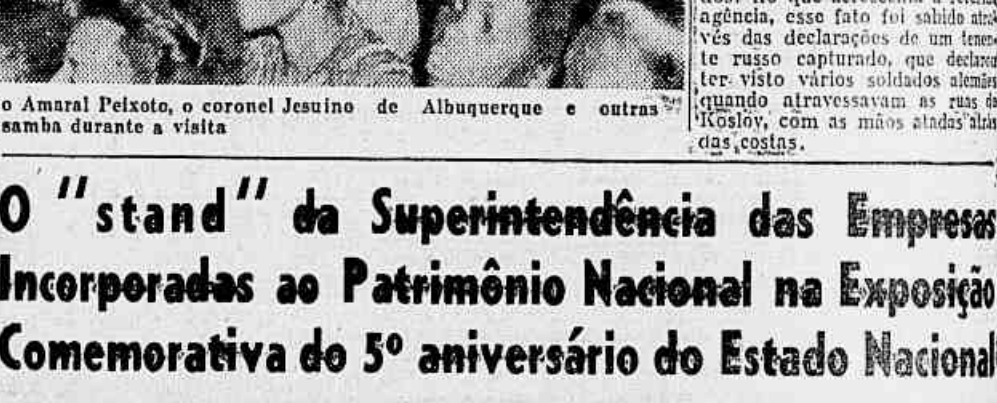 o Amaral Peixoto, o coronel Jesuino de Albuquerque e outras
samba durante a visita
agência, esse fato foi sabido atra-
vés das declarações de um tenen-
te russo capturado, que declarou
ter visto vários soldados alemães
quando atravessavam as ruas de
Koslov, com as mãos atadas atrás
das costas.
O "stand" da Superintendência das Empresas
Incorporadas ao Patrimônio Nacional na Exposição
Comemorativa do 5º aniversário do Estado Nacional